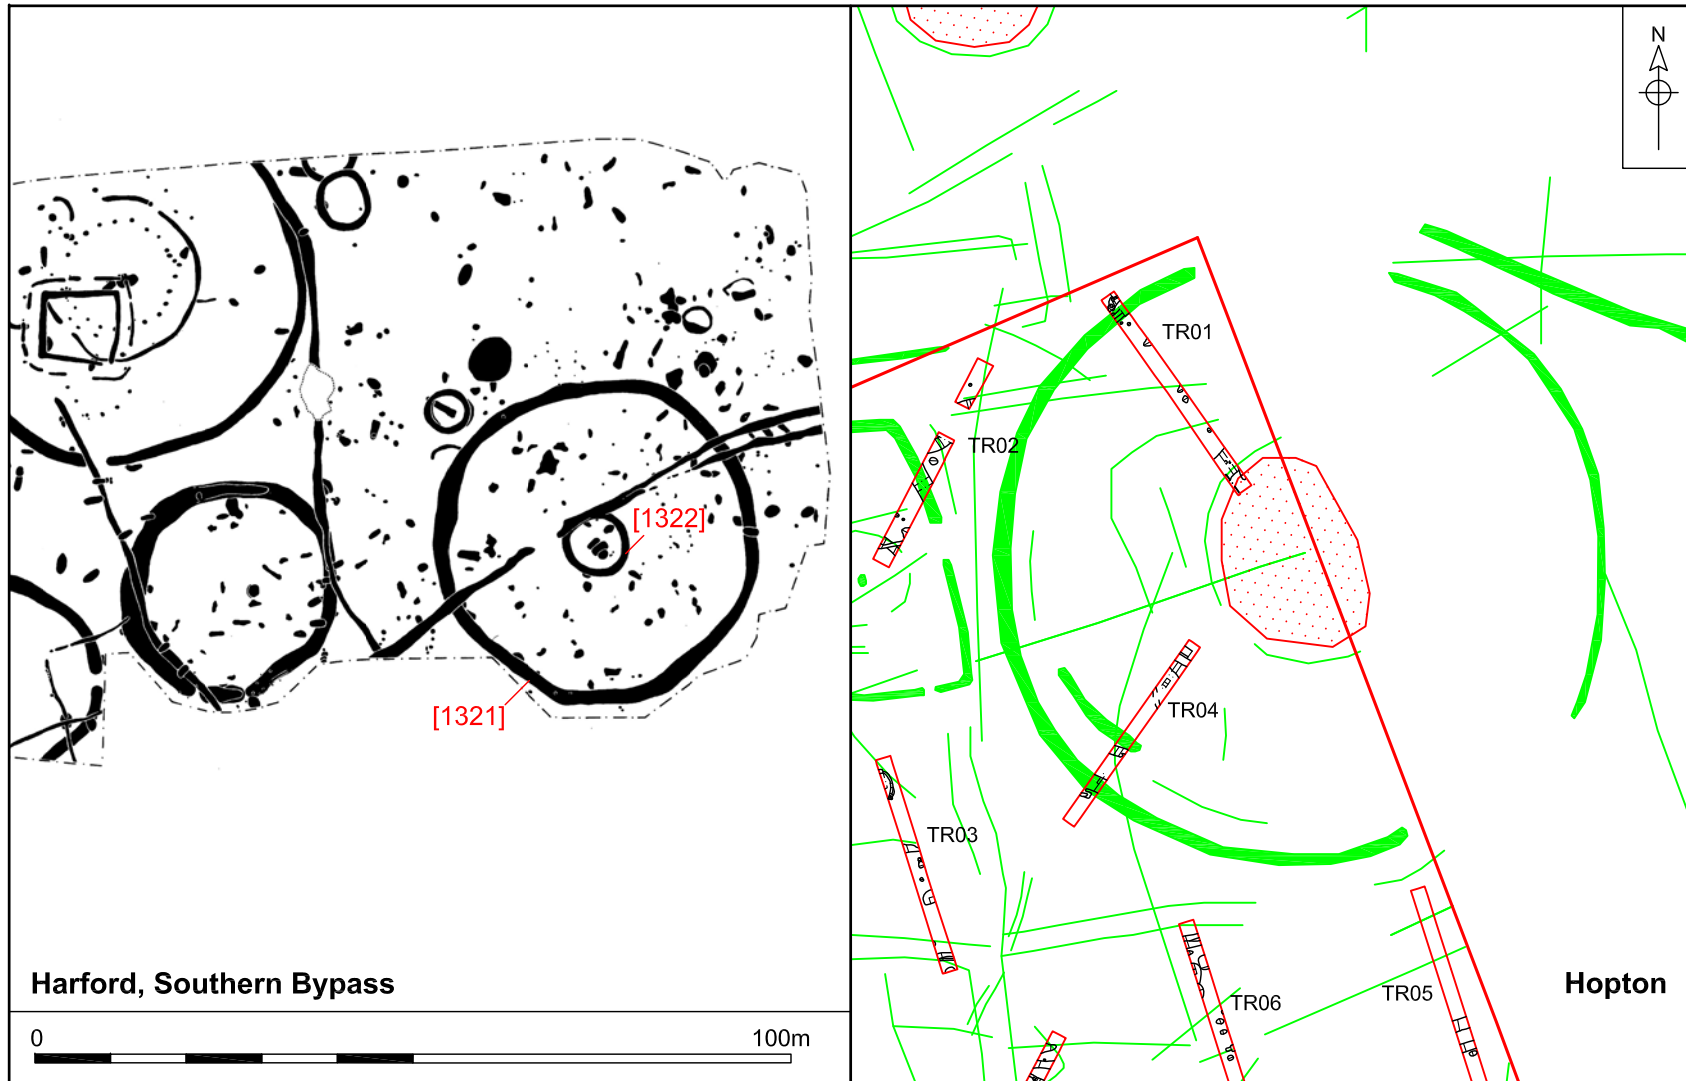 N
TR01
TR02
[1322]
[1321]
TR04
TR03
Harford, Southern Bypass
TR06
TR05
Hopton
0
100m